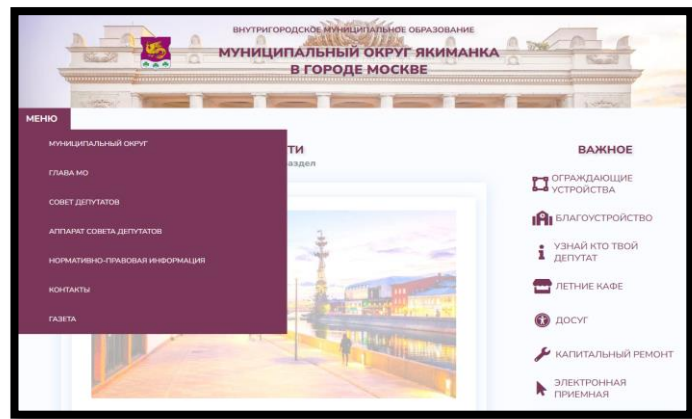 ВНУТРИГОРОДСКОЕ МУНИЦИПАЛЬНОЕ ОБРАЗОВАНИЕ
МУНИЦИПАЛЬНЫЙ ОКРУГ ЯКИМАНКА
В ГОРОДЕ МОСКВЕ
МЕНЮ
МУНИЦИПАЛЬНЫЙ ОКРУГ
ГЛАВА МО
СОВЕТ ДЕПУТАТОВ
АППАРАТ СОВЕТА ДЕПУТАТОВ
НОРМАТИВНО-ПРАВОВАЯ ИНФОРМАЦИЯ
КОНТАКТЫ
ГАЗЕТА
ТИ
аздел
ВАЖНОЕ
ОГРАЖДАЮЩИЕ
УСТРОЙСТВА
БЛАГОУСТРОЙСТВО
УЗНАЙ КТО ТВОЙ
ДЕПУТАТ
ЛЕТНИЕ КАФЕ
ДОСУГ
КАПИТАЛЬНЫЙ РЕМОНТ
ЭЛЕКТРОННАЯ
ПРИЕМНАЯ